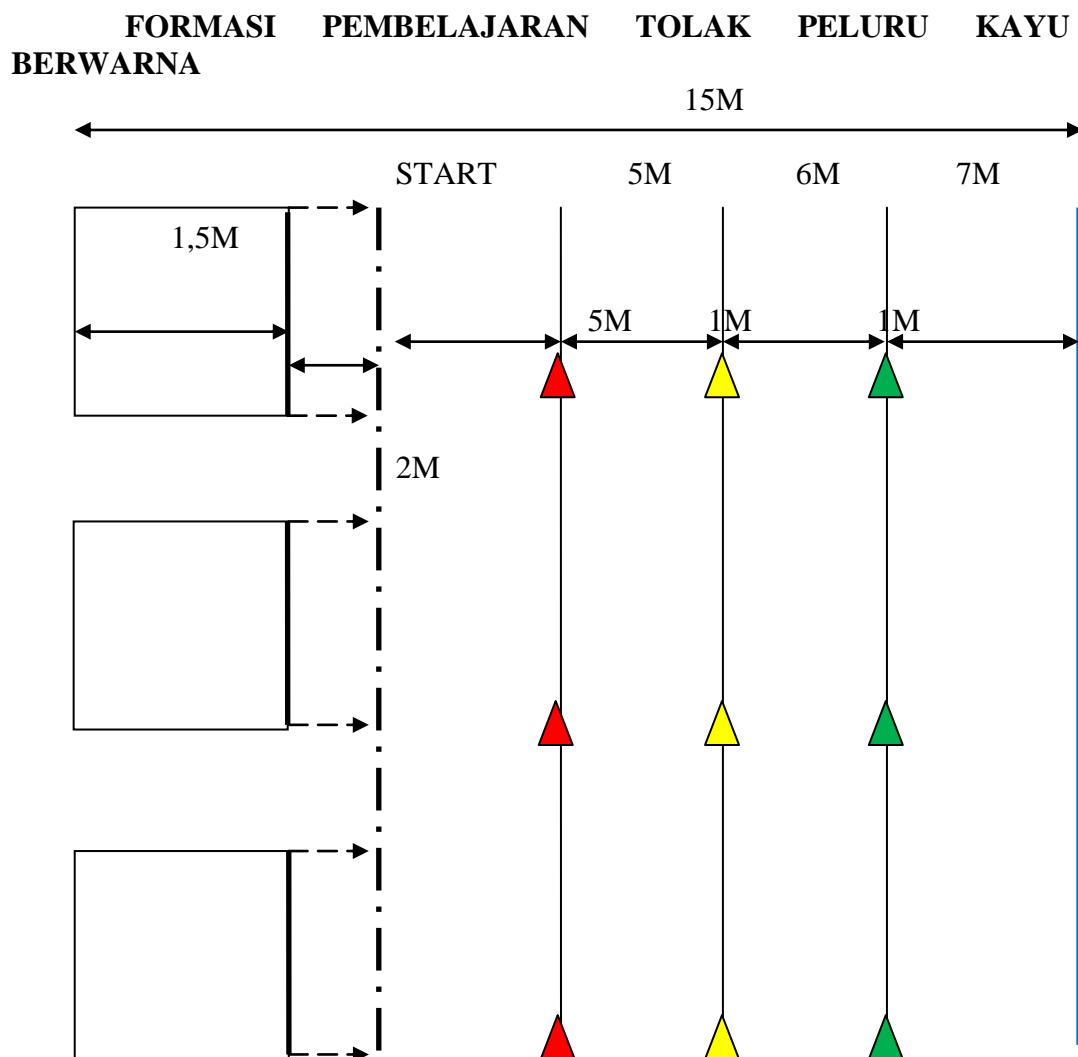 FORMASI PEMBELAJARAN TOLAK PELURU KAYU
BERWARNA
15M
START 5M 6M 7M
1,5M
5M 1M 1M
2M